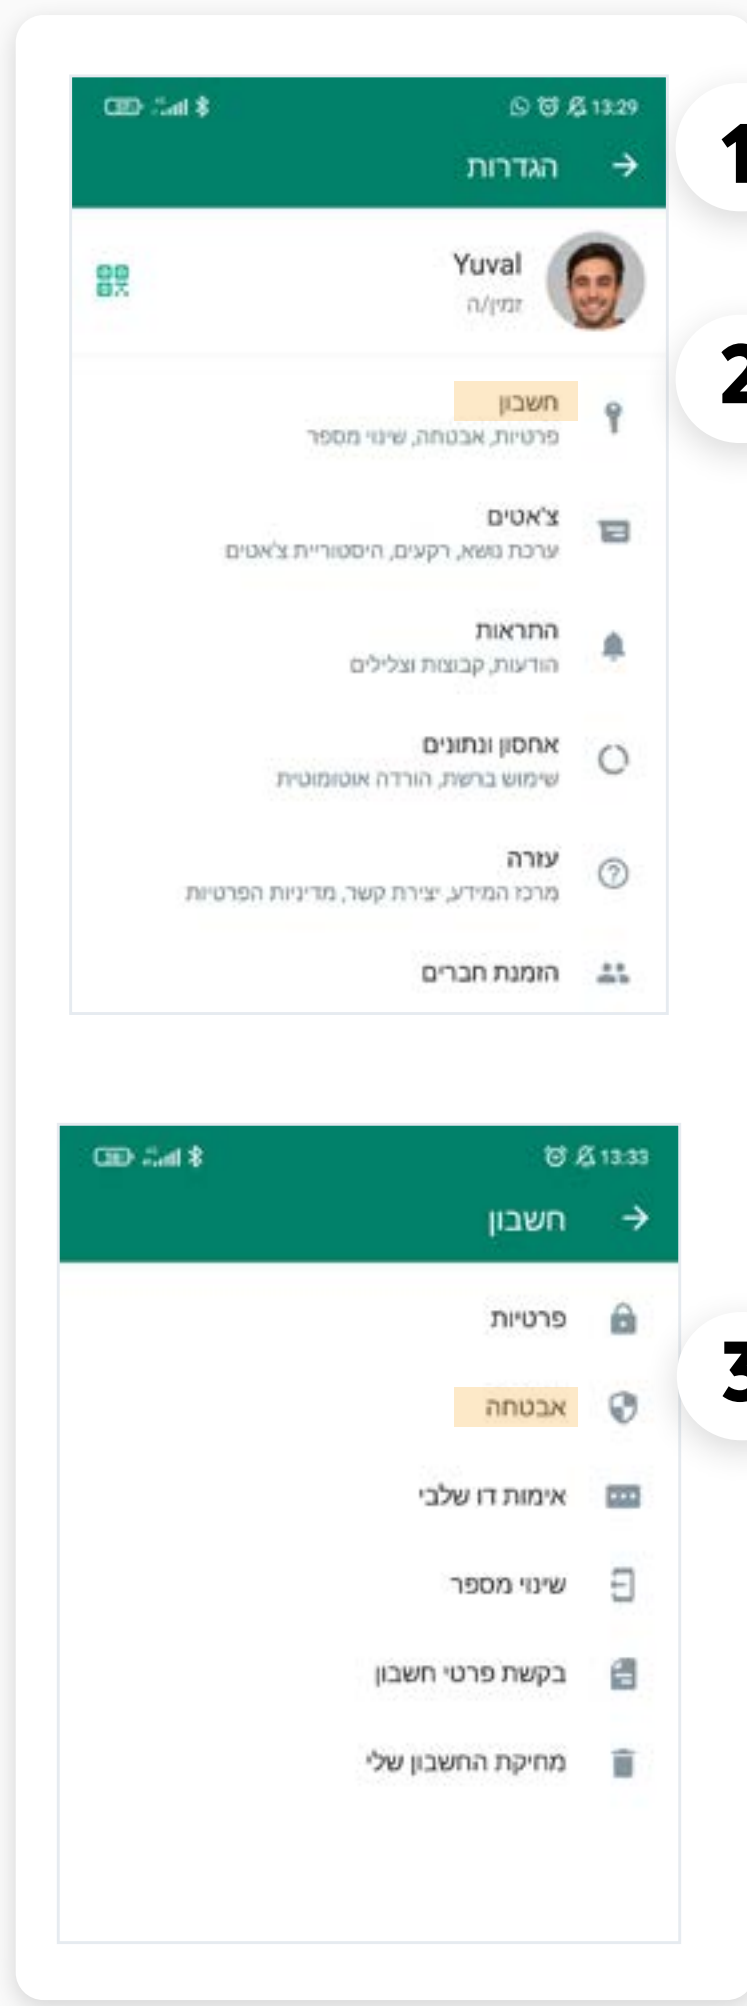 13:29
הגדרות
1
Yuval
זמין/ה
2
חשבון
פרטיות, אבטחה, שינוי מספר
צ'אטים
ערכת נושא, רקעים, היסטוריית צ'אטים
התראות
הודעות, קבוצות וצלילים
אחסון ונתונים
שימוש ברשת, הורדה אוטומטית
עזרה
מרכז המידע, יצירת קשר, מדיניות הפרטיות
הזמנת חברים
13:33
חשבון
פרטיות
3
אבטחה
אימות דו שלבי
שינוי מספר
בקשת פרטי חשבון
מחיקת החשבון שלי